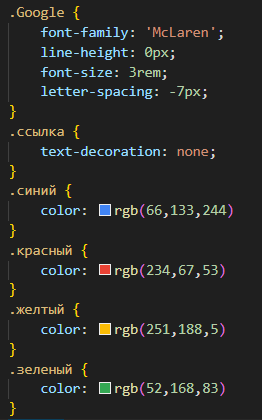 .Google {
    font-family: 'McLaren';
    line-height: 0px;
    font-size: 3rem;
    letter-spacing: -7px;
}
.ссылка {
    text-decoration: none;
}
.синий {
    color: rgb(66,133,244)
}
.красный {
    color: rgb(234,67,53)
}
.желтый {
    color: rgb(251,188,5)
}
.зеленый {
    color: rgb(52,168,83)
}